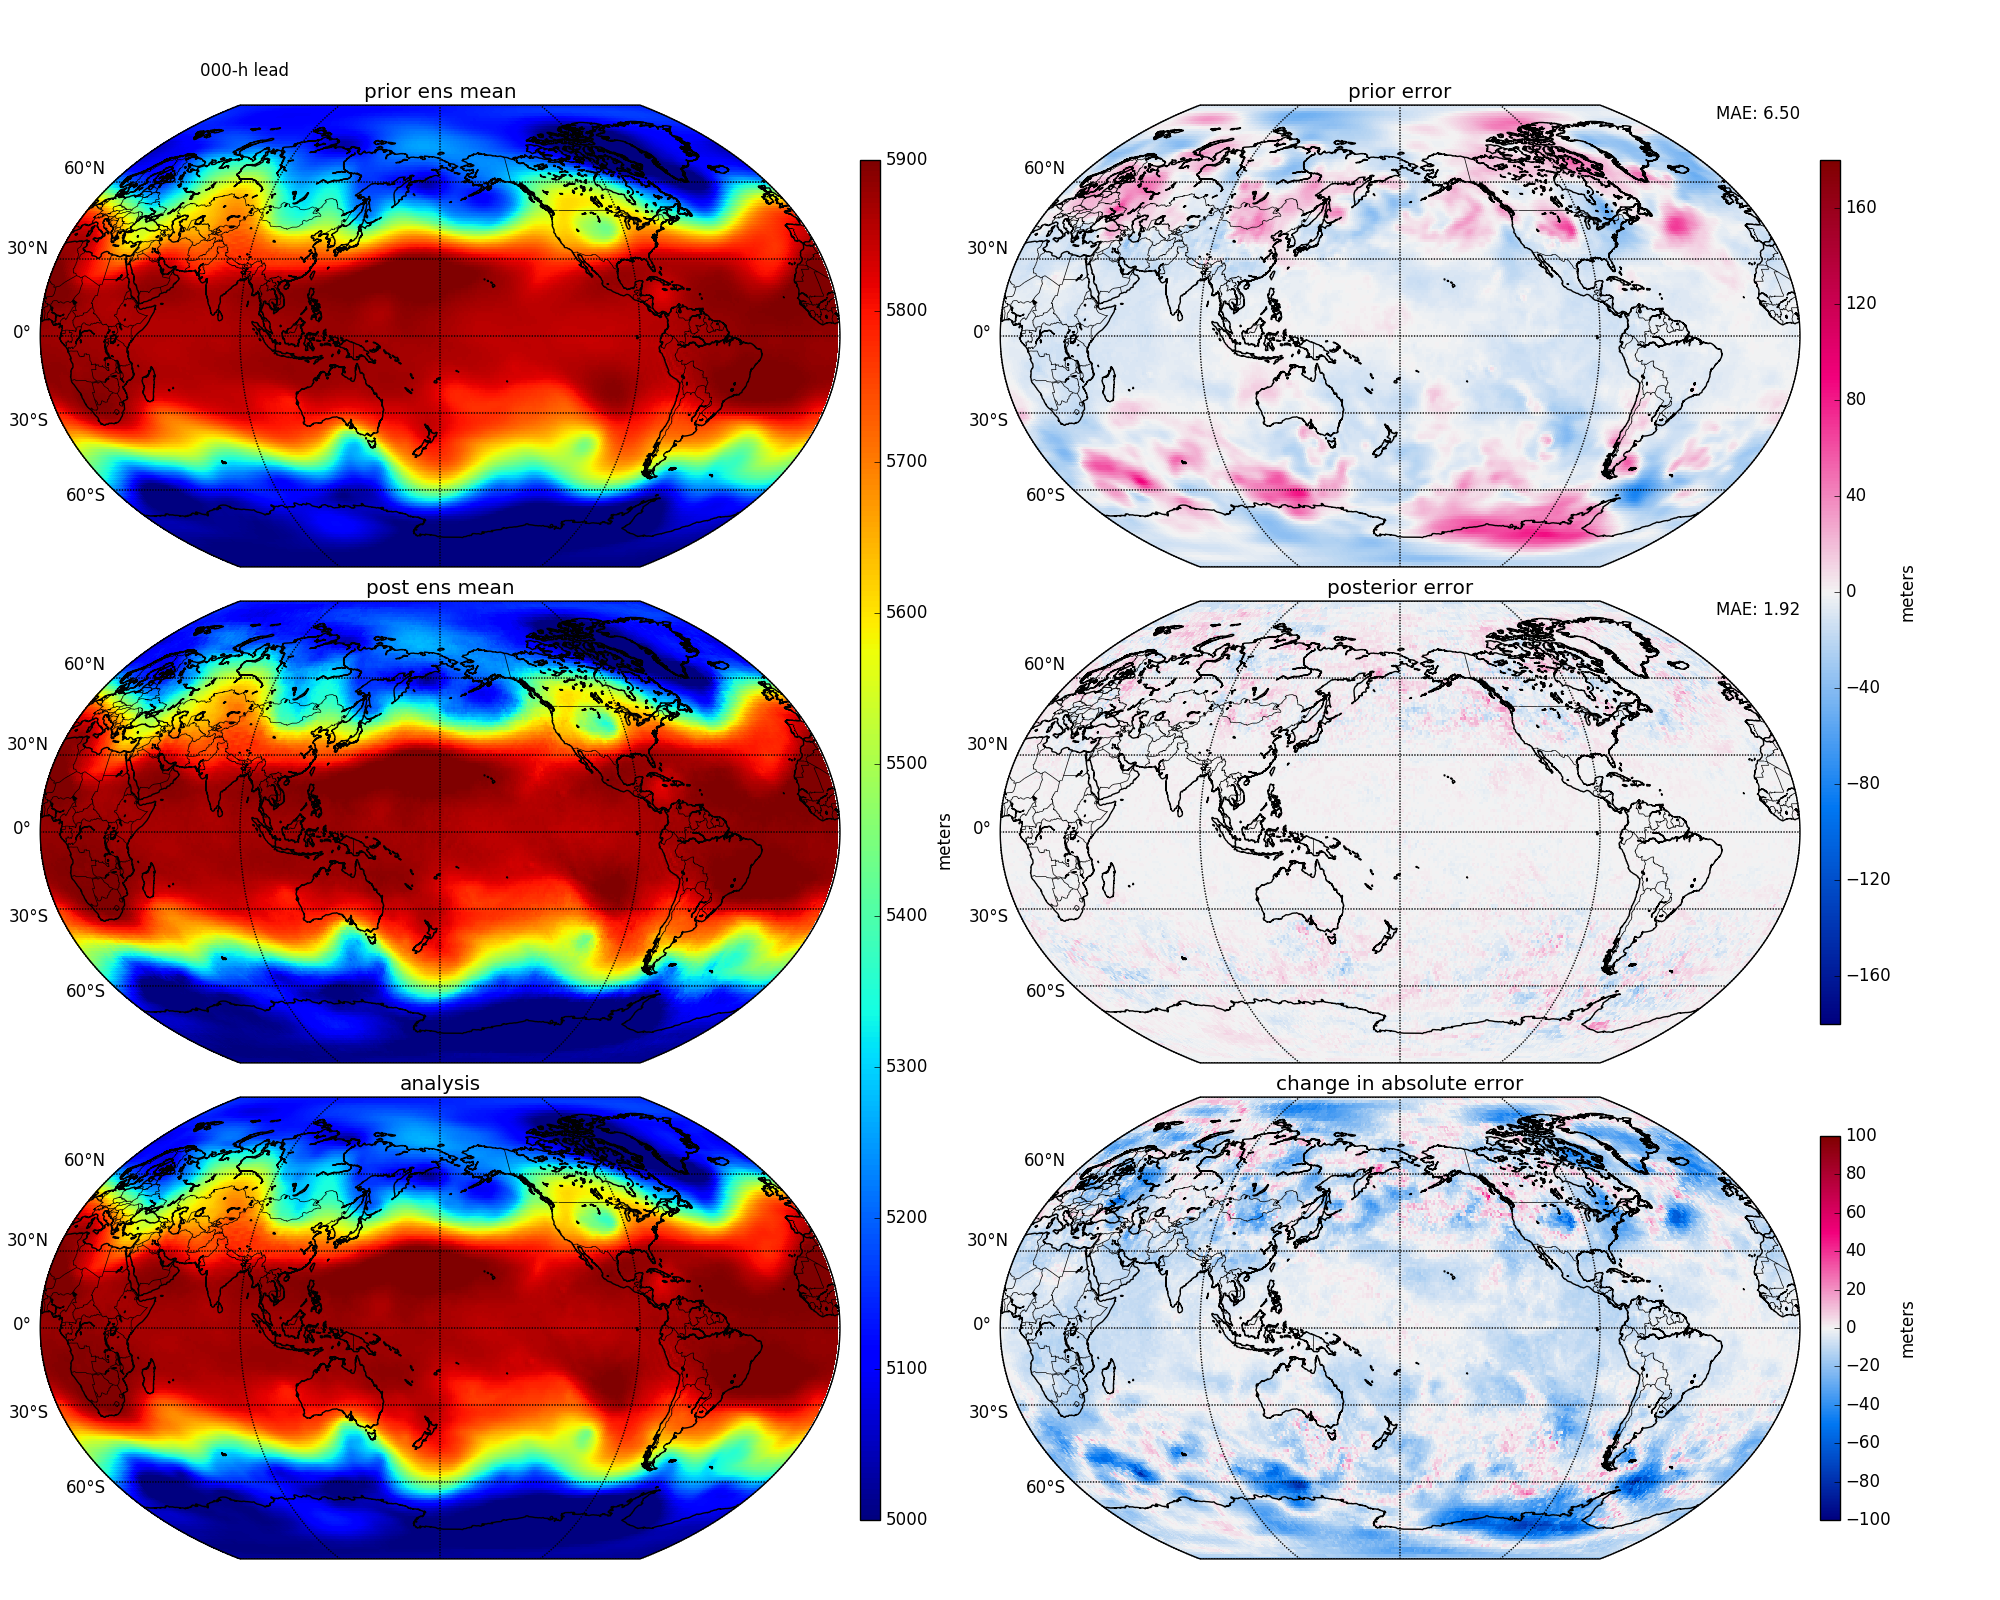 000-h lead
prior ens mean
60°N
30°N
0°
30°S
60°S
post ens mean
60°N
30°N
0°
30°S
60°S
analysis
60°N
30°N
0°
30°S
60°S
5900
5800
5700
5600
5500
5400
5300
5200
5100
5000
meters
prior error
MAE: 6.50
60°N
30°N
0°
30°S
60°S
posterior error
MAE: 1.92
60°N
30°N
0°
30°S
60°S
160
120
80
40
0
−40
−80
−120
−160
meters
change in absolute error
60°N
30°N
0°
30°S
60°S
100
80
60
40
20
0
−20
−40
−60
−80
−100
meters